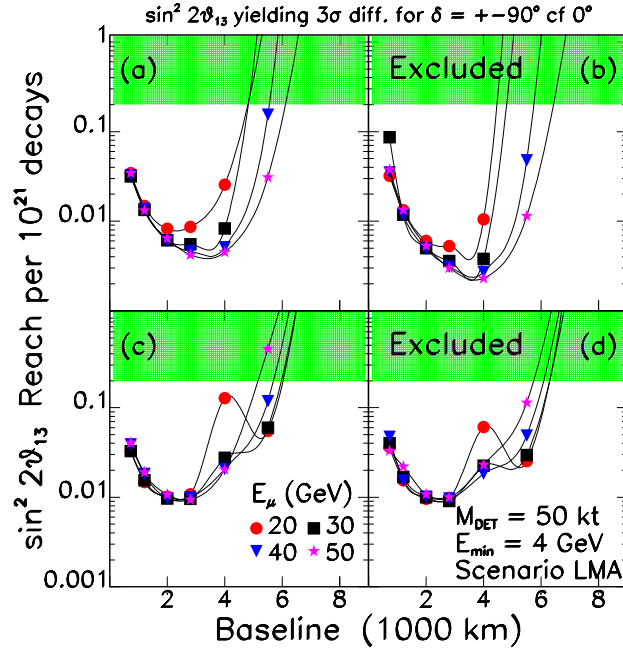 sin² 2ϑ₁₃ yielding 3σ diff. for δ = +−90° cf 0°
sin² 2ϑ₁₃ Reach per 10²¹ decays
(a)
Excluded (b)
0.1
0.01
(c)
Excluded (d)
0.1
0.01
0.001
E_μ (GeV)
20 30
40 50
M_DET = 50 kt
E_min = 4 GeV
Scenario LMA
2 4 6 8 2 4 6 8
Baseline (1000 km)